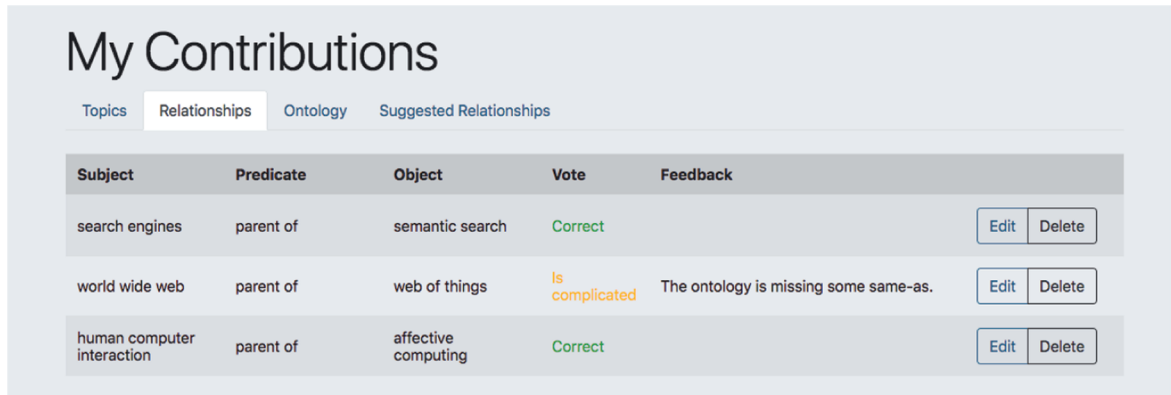 My Contributions
Topics Relationships Ontology Suggested Relationships
Subject Predicate Object Vote Feedback
search engines parent of semantic search Correct Edit Delete
world wide web parent of web of things Is complicated The ontology is missing some same-as. Edit Delete
human computer interaction parent of affective computing Correct Edit Delete